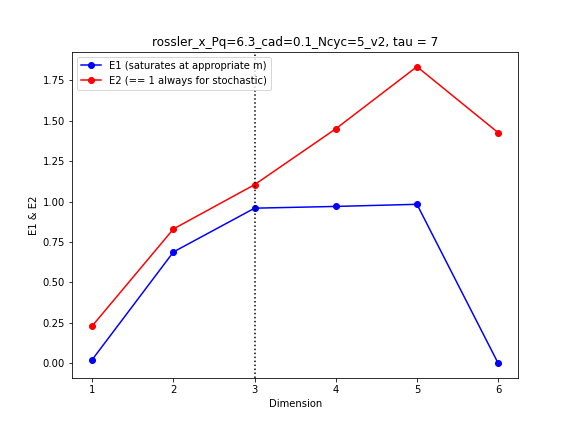 rossler_x_Pq=6.3_cad=0.1_Ncyc=5_v2, tau = 7
E1 (saturates at appropriate m)
E2 (== 1 always for stochastic)
1.75
1.50
1.25
1.00
0.75
0.50
0.25
0.00
E1 & E2
1 2 3 4 5 6
Dimension